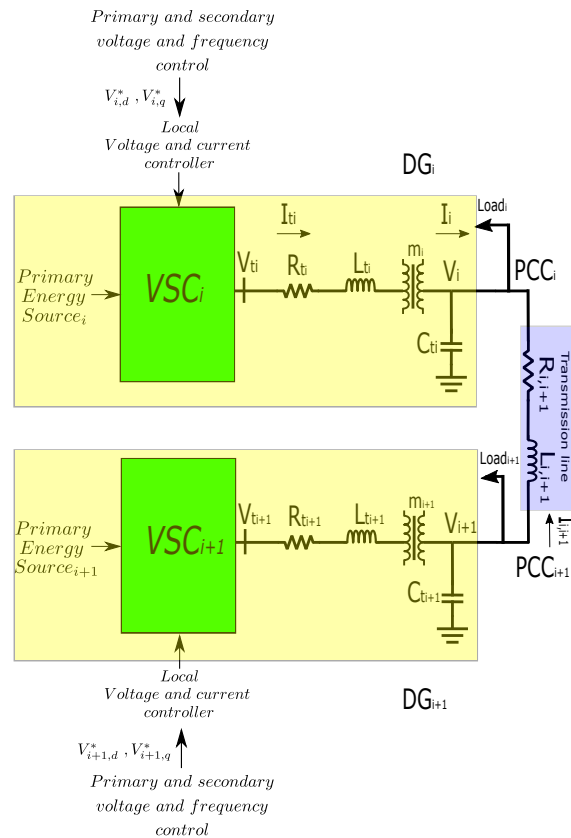 Primary and secondary
voltage and frequency
control
V*i,d , V*i,q
Local
Voltage and current
controller
DGi
Iti
Ii
Loadi
Primary
Energy
Sourcei
VSCi
Vti
Rti
Lti
mi
Vi
PCCi
Cti
Transmission line
Ri,i+1
Li,i+1
Ii,i+1
Primary
Energy
Sourcei+1
VSCi+1
Vti+1
Rti+1
Lti+1
mi+1
Vi+1
Loadi+1
PCCi+1
Cti+1
Local
Voltage and current
controller
DGi+1
V*i+1,d , V*i+1,q
Primary and secondary
voltage and frequency
control